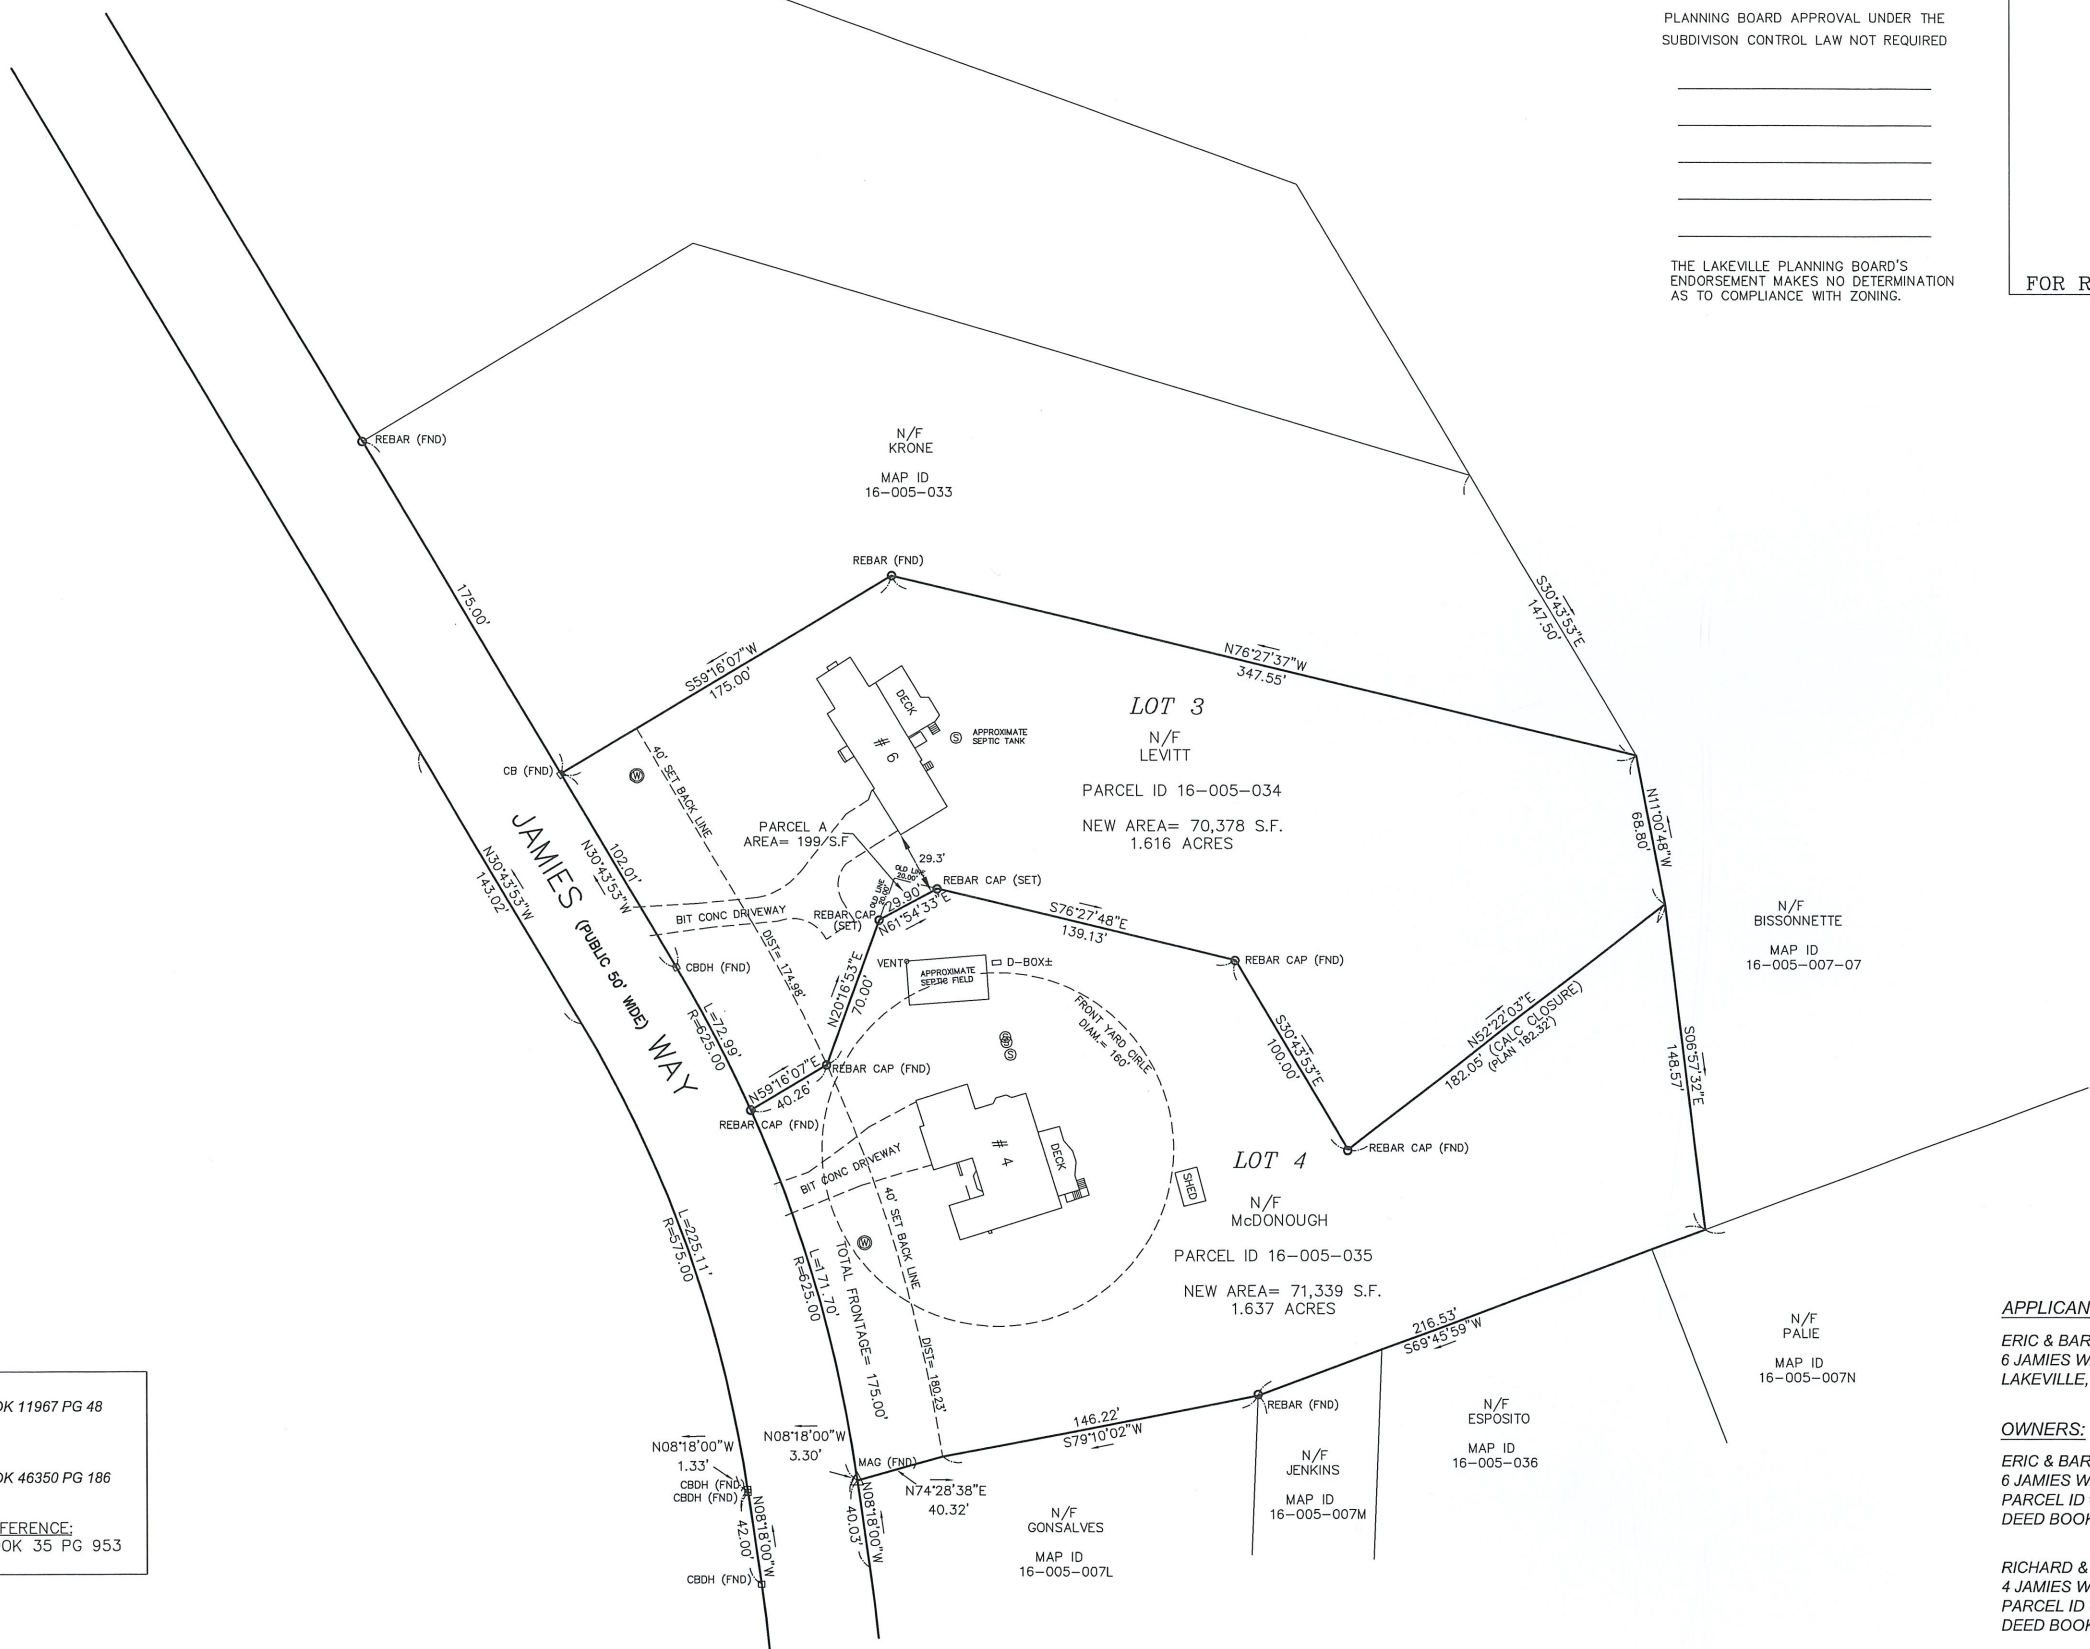 PLANNING BOARD APPROVAL UNDER THE
SUBDIVISON CONTROL LAW NOT REQUIRED
THE LAKEVILLE PLANNING BOARD'S
ENDORSEMENT MAKES NO DETERMINATION
AS TO COMPLIANCE WITH ZONING.
FOR R
REBAR (FND)
N/F
KRONE
MAP ID
16-005-033
REBAR (FND)
175.00'
S59°16'07"W
175.00'
N76°27'37"W
347.55'
S30°43'53"E
147.50'
DECK
# 6
Ⓢ APPROXIMATE
SEPTIC TANK
LOT 3
N/F
LEVITT
PARCEL ID 16-005-034
NEW AREA= 70,378 S.F.
1.616 ACRES
CB (FND)
Ⓦ
40' SET BACK LINE
PARCEL A
AREA= 199 S.F
29.3'
OLD LINE
20.00'
OLD LINE
REBAR CAP (SET)
29.90'
N61°54'33"E
REBAR CAP
(SET)
BIT CONC DRIVEWAY
DIST= 174.98'
102.01'
N30°43'53"W
N30°43'53"W
143.02'
JAMIES (PUBLIC 50' WIDE) WAY
CBDH (FND)
L=72.99'
R=625.00
N20°16'53"E
70.00'
VENT
APPROXIMATE
SEPTIC FIELD
D-BOX±
S76°27'48"E
139.13'
REBAR CAP (FND)
N11°00'48"W
68.80'
N/F
BISSONNETTE
MAP ID
16-005-007-07
FRONT YARD CIRLE
DIAM.= 160'
S30°43'53"E
100.00'
N52°22'03"E
182.05' (CALC CLOSURE)
(PLAN 182.32')
S06°57'32"E
148.57'
N59°16'07"E
40.26'
REBAR CAP (FND)
REBAR CAP (FND)
REBAR CAP (FND)
BIT CONC DRIVEWAY
# 4
DECK
SHED
LOT 4
N/F
McDONOUGH
PARCEL ID 16-005-035
NEW AREA= 71,339 S.F.
1.637 ACRES
40' SET BACK LINE
Ⓦ
L=225.11'
R=575.00
L=171.70'
R=625.00
TOTAL FRONTAGE= 175.00'
DIST= 180.23'
216.53'
S69°45'59"W
146.22'
S79°10'02"W
REBAR (FND)
N/F
PALIE
MAP ID
16-005-007N
N/F
ESPOSITO
MAP ID
16-005-036
N/F
JENKINS
MAP ID
16-005-007M
N/F
GONSALVES
MAP ID
16-005-007L
N08°18'00"W
3.30'
N08°18'00"W
1.33'
MAG (FND)
N74°28'38"E
40.32'
CBDH (FND)
CBDH (FND)
N08°18'00"W
42.00'
N08°18'00"W
40.03'
CBDH (FND)
OK 11967 PG 48
OK 46350 PG 186
FERENCE:
OOK 35 PG 953
APPLICAN
ERIC & BAR
6 JAMIES W
LAKEVILLE,
OWNERS:
ERIC & BAR
6 JAMIES W
PARCEL ID
DEED BOOK
RICHARD &
4 JAMIES W
PARCEL ID
DEED BOOK